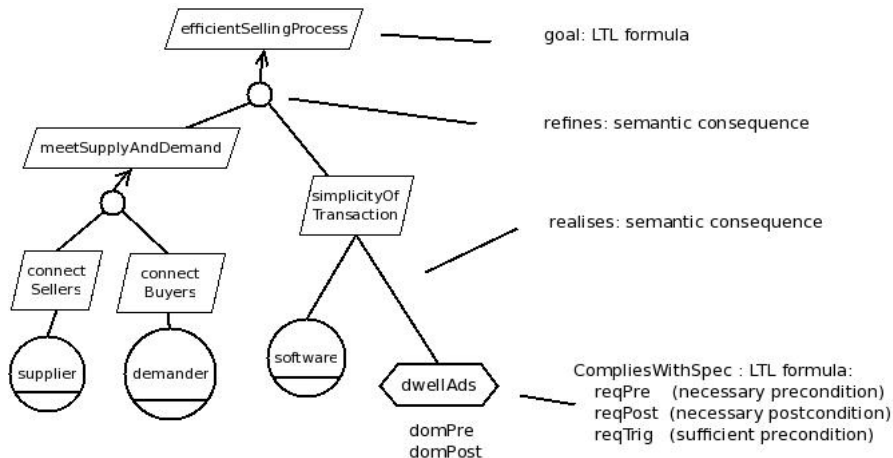 efficientSellingProcess
goal: LTL formula
refines: semantic consequence
meetSupplyAndDemand
simplicityOf
Transaction
realises: semantic consequence
connect
Sellers
connect
Buyers
supplier
demander
software
dwellAds
domPre
domPost
CompliesWithSpec : LTL formula:
reqPre (necessary precondition)
reqPost (necessary postcondition)
reqTrig (sufficient precondition)